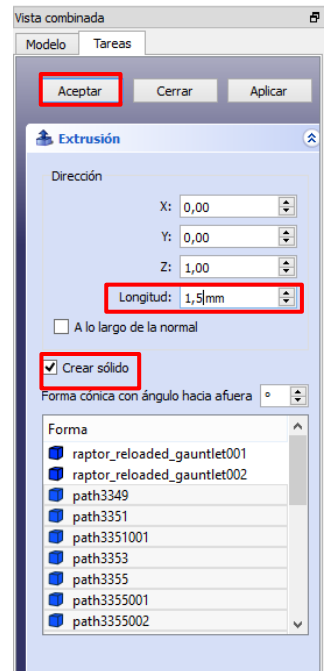 Vista combinada
Modelo Tareas
Aceptar Cerrar Aplicar
Extrusión
Dirección
X: 0,00
Y: 0,00
Z: 1,00
Longitud: 1,5 mm
A lo largo de la normal
Crear sólido
Forma cónica con ángulo hacia afuera °
Forma
raptor_reloaded_gauntlet001
raptor_reloaded_gauntlet002
path3349
path3351
path3351001
path3353
path3355
path3355001
path3355002